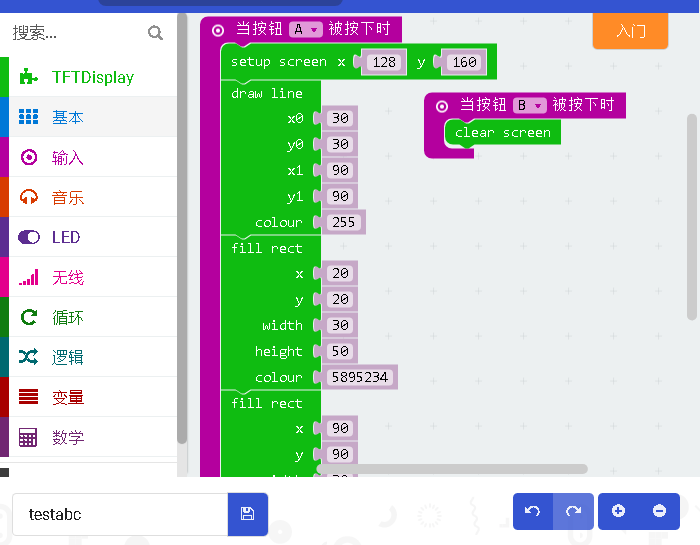 搜索...
TFTDisplay
基本
输入
音乐
LED
无线
循环
逻辑
变量
数学
当按钮 A 被按下时
setup screen x 128 y 160
draw line
x0 30
y0 30
x1 90
y1 90
colour 255
fill rect
x 20
y 20
width 30
height 50
colour 5895234
fill rect
x 90
y 90
入门
当按钮 B 被按下时
clear screen
testabc